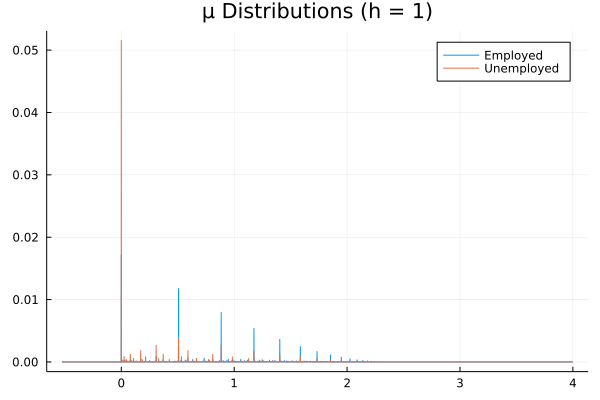 μ Distributions (h = 1)
Employed
Unemployed
0.05
0.04
0.03
0.02
0.01
0.00
0 1 2 3 4